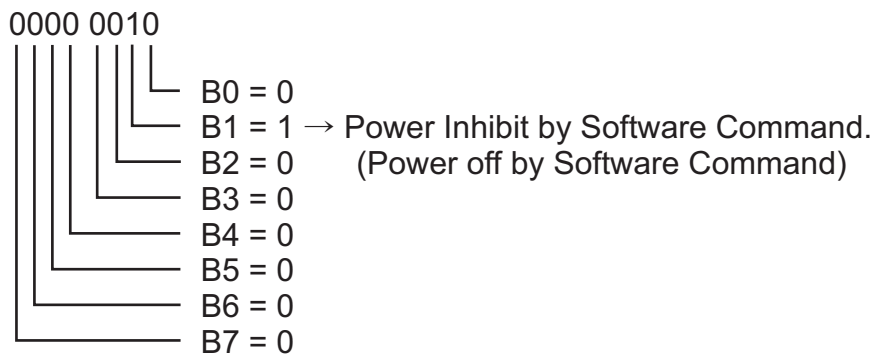 0000 0010
B0 = 0
B1 = 1 → Power Inhibit by Software Command.
B2 = 0 (Power off by Software Command)
B3 = 0
B4 = 0
B5 = 0
B6 = 0
B7 = 0